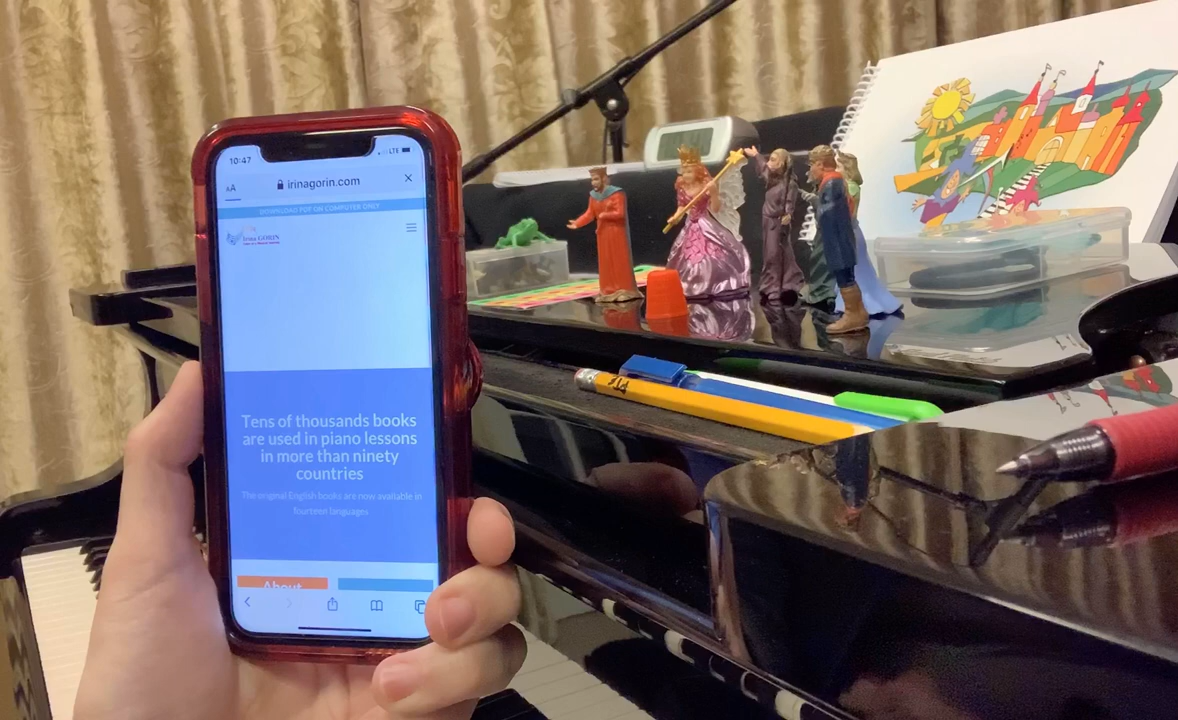 10:47
LTE
AA
irinagorin.com
DOWNLOAD PDF ON COMPUTER ONLY
Irina GORIN
Tens of thousands books
are used in piano lessons
in more than ninety
countries
The original English books are now available in
fourteen languages
About